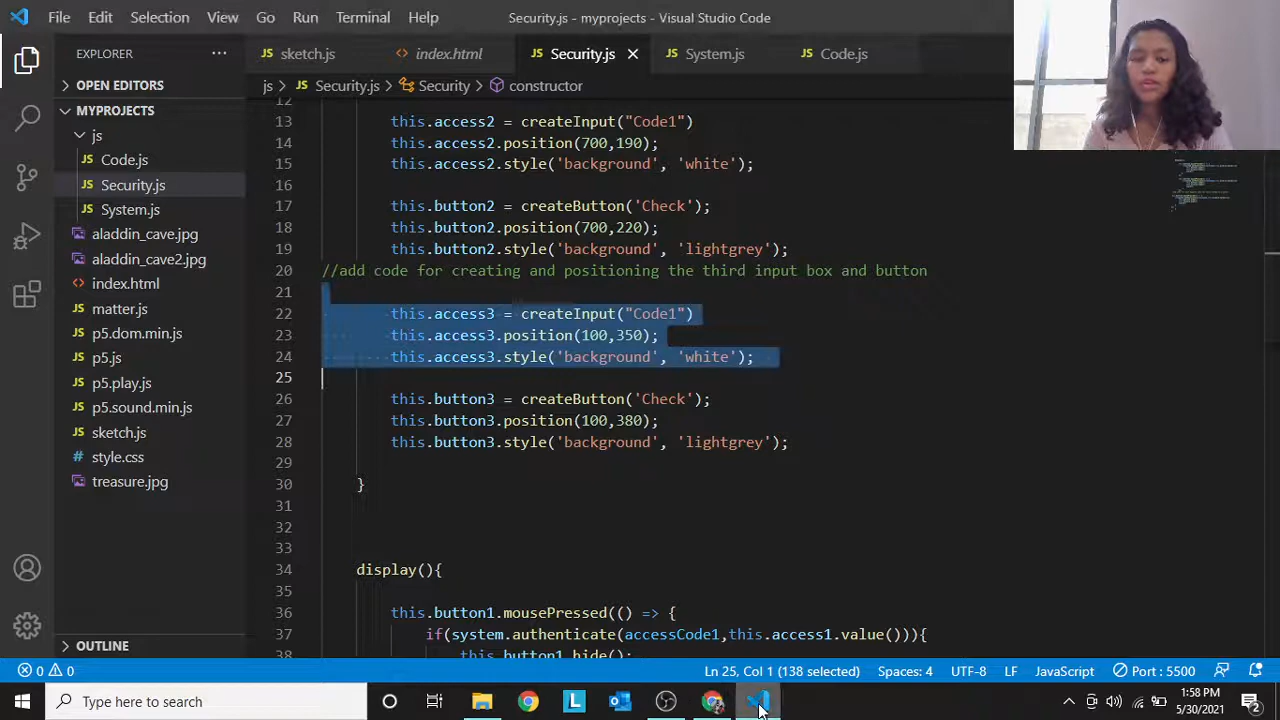 File Edit Selection View Go Run Terminal Help
Security.js - myprojects - Visual Studio Code
EXPLORER
sketch.js index.html Security.js System.js Code.js
OPEN EDITORS
js > Security.js > Security > constructor
MYPROJECTS
js
Code.js
Security.js
System.js
aladdin_cave.jpg
aladdin_cave2.jpg
index.html
matter.js
p5.dom.min.js
p5.js
p5.play.js
p5.sound.min.js
sketch.js
style.css
treasure.jpg
OUTLINE
12
13 this.access2 = createInput("Code1")
14 this.access2.position(700,190);
15 this.access2.style('background', 'white');
16
17 this.button2 = createButton('Check');
18 this.button2.position(700,220);
19 this.button2.style('background', 'lightgrey');
20 //add code for creating and positioning the third input box and button
21
22 this.access3 = createInput("Code1")
23 this.access3.position(100,350);
24 this.access3.style('background', 'white');
25
26 this.button3 = createButton('Check');
27 this.button3.position(100,380);
28 this.button3.style('background', 'lightgrey');
29
30 }
31
32
33
34 display(){
35
36 this.button1.mousePressed(() => {
37 if(system.authenticate(accessCode1,this.access1.value())){
38 this.button1.hide();
0 0
Ln 25, Col 1 (138 selected) Spaces: 4 UTF-8 LF JavaScript Port : 5500
Type here to search
1:58 PM
5/30/2021
2